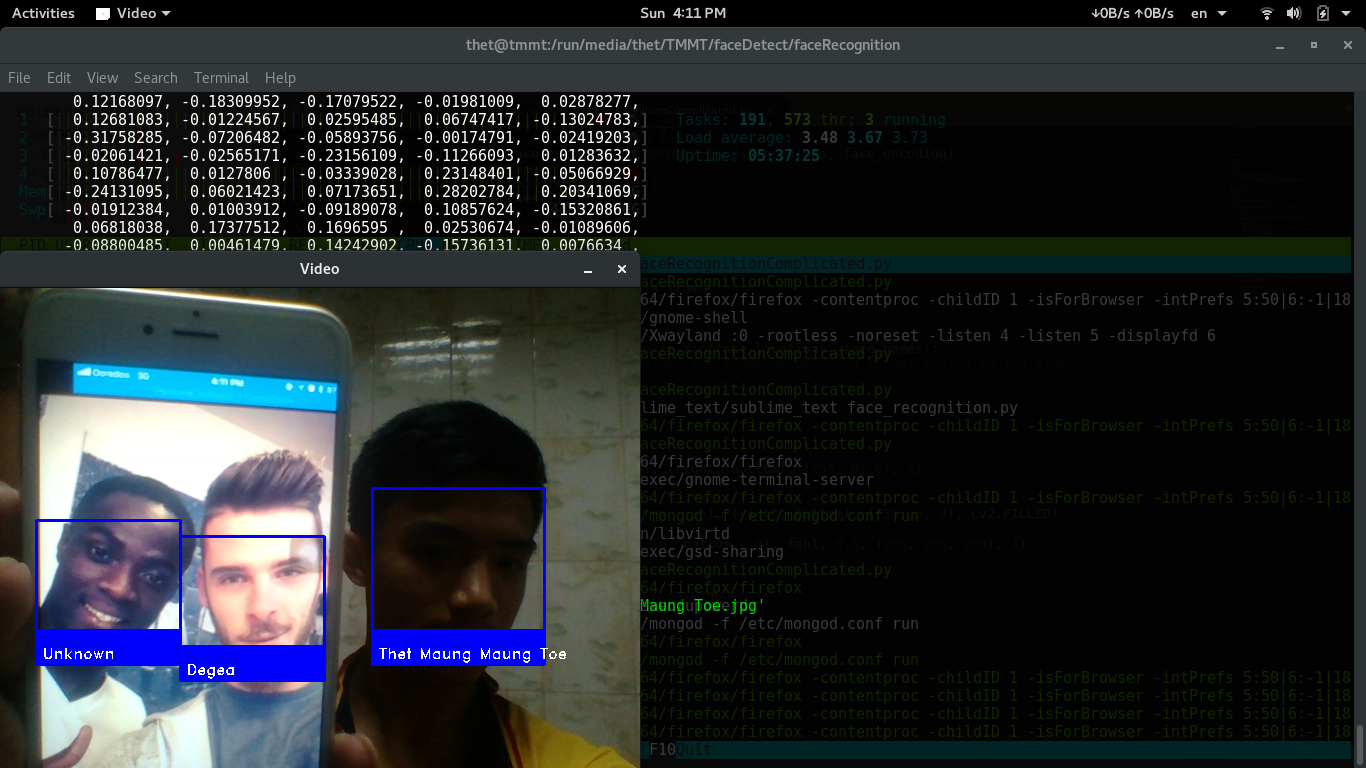 Activities Video Sun 4:11 PM ↓0B/s ↑0B/s en
thet@tmmt:/run/media/thet/TMMT/faceDetect/faceRecognition
File Edit View Search Terminal Help
0.12168097, -0.18309952, -0.17079522, -0.01981009, 0.02878277,
1 [ 0.12681083, -0.01224567, 0.02595485, 0.06747417, -0.13024783,] Tasks: 191, 573 thr; 3 running
2 [ -0.31758285, -0.07206482, -0.05893756, -0.00174791, -0.02419203,] Load average: 3.48 3.67 3.73
3 [ -0.02061421, -0.02565171, -0.23156109, -0.11266093, 0.01283632,] Uptime: 05:37:25
4 [ 0.10786477, 0.0127806 , -0.03339028, 0.23148401, -0.05066929,] face_encoding)
Mem[ -0.24131095, 0.06021423, 0.07173651, 0.28202784, 0.20341069,]
Swp[ -0.01912384, 0.01003912, -0.09189078, 0.10857624, -0.15320861,]
0.06818038, 0.17377512, 0.1696595 , 0.02530674, -0.01089606,
PID -0.08800485, 0.00461479, 0.14242902, -0.15736131, 0.0076634 ,
Video
aceRecognitionComplicated.py
aceRecognitionComplicated.py
64/firefox/firefox -contentproc -childID 1 -isForBrowser -intPrefs 5:50|6:-1|18
/gnome-shell
/Xwayland :0 -rootless -noreset -listen 4 -listen 5 -displayfd 6
aceRecognitionComplicated.py
aceRecognitionComplicated.py
lime_text/sublime_text face_recognition.py
64/firefox/firefox -contentproc -childID 1 -isForBrowser -intPrefs 5:50|6:-1|18
aceRecognitionComplicated.py
64/firefox/firefox
exec/gnome-terminal-server
64/firefox/firefox -contentproc -childID 1 -isForBrowser -intPrefs 5:50|6:-1|18
/mongod -f /etc/mongod.conf run cv2.FILLED)
n/libvirtd
exec/gsd-sharing
aceRecognitionComplicated.py
64/firefox/firefox
Maung Toe.jpg'
/mongod -f /etc/mongod.conf run
64/firefox/firefox
/mongod -f /etc/mongod.conf run
64/firefox/firefox -contentproc -childID 1 -isForBrowser -intPrefs 5:50|6:-1|18
64/firefox/firefox -contentproc -childID 1 -isForBrowser -intPrefs 5:50|6:-1|18
64/firefox/firefox -contentproc -childID 1 -isForBrowser -intPrefs 5:50|6:-1|18
64/firefox/firefox -contentproc -childID 1 -isForBrowser -intPrefs 5:50|6:-1|18
F10Quit
Ooredoo 3G 4:11 PM
Unknown
Degea
Thet Maung Maung Toe